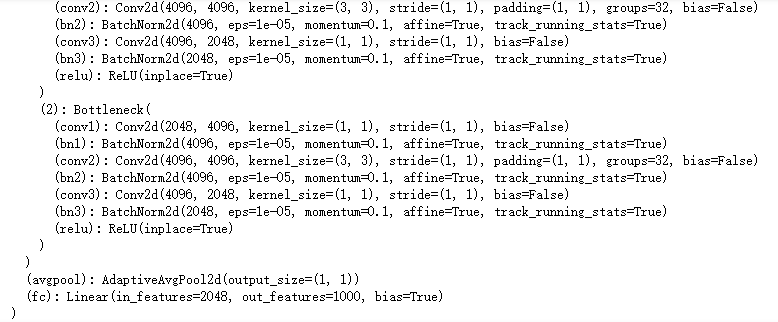 (conv2): Conv2d(4096, 4096, kernel_size=(3, 3), stride=(1, 1), padding=(1, 1), groups=32, bias=False)
(bn2): BatchNorm2d(4096, eps=1e-05, momentum=0.1, affine=True, track_running_stats=True)
(conv3): Conv2d(4096, 2048, kernel_size=(1, 1), stride=(1, 1), bias=False)
(bn3): BatchNorm2d(2048, eps=1e-05, momentum=0.1, affine=True, track_running_stats=True)
(relu): ReLU(inplace=True)
)
(2): Bottleneck(
(conv1): Conv2d(2048, 4096, kernel_size=(1, 1), stride=(1, 1), bias=False)
(bn1): BatchNorm2d(4096, eps=1e-05, momentum=0.1, affine=True, track_running_stats=True)
(conv2): Conv2d(4096, 4096, kernel_size=(3, 3), stride=(1, 1), padding=(1, 1), groups=32, bias=False)
(bn2): BatchNorm2d(4096, eps=1e-05, momentum=0.1, affine=True, track_running_stats=True)
(conv3): Conv2d(4096, 2048, kernel_size=(1, 1), stride=(1, 1), bias=False)
(bn3): BatchNorm2d(2048, eps=1e-05, momentum=0.1, affine=True, track_running_stats=True)
(relu): ReLU(inplace=True)
)
)
(avgpool): AdaptiveAvgPool2d(output_size=(1, 1))
(fc): Linear(in_features=2048, out_features=1000, bias=True)
)